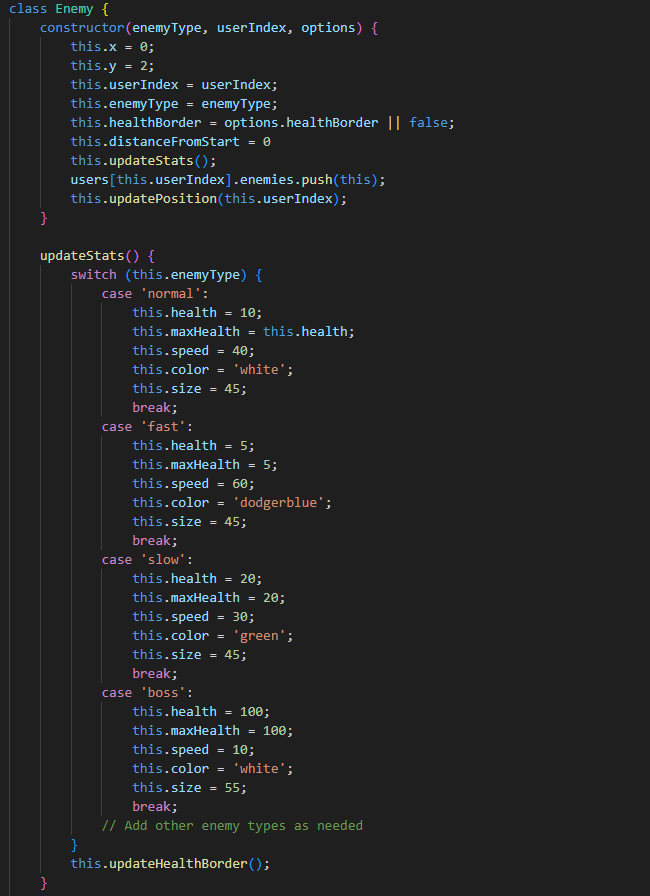 class Enemy {
    constructor(enemyType, userIndex, options) {
        this.x = 0;
        this.y = 2;
        this.userIndex = userIndex;
        this.enemyType = enemyType;
        this.healthBorder = options.healthBorder || false;
        this.distanceFromStart = 0
        this.updateStats();
        users[this.userIndex].enemies.push(this);
        this.updatePosition(this.userIndex);
    }

    updateStats() {
        switch (this.enemyType) {
            case 'normal':
                this.health = 10;
                this.maxHealth = this.health;
                this.speed = 40;
                this.color = 'white';
                this.size = 45;
                break;
            case 'fast':
                this.health = 5;
                this.maxHealth = 5;
                this.speed = 60;
                this.color = 'dodgerblue';
                this.size = 45;
                break;
            case 'slow':
                this.health = 20;
                this.maxHealth = 20;
                this.speed = 30;
                this.color = 'green';
                this.size = 45;
                break;
            case 'boss':
                this.health = 100;
                this.maxHealth = 100;
                this.speed = 10;
                this.color = 'white';
                this.size = 55;
                break;
            // Add other enemy types as needed
        }
        this.updateHealthBorder();
    }